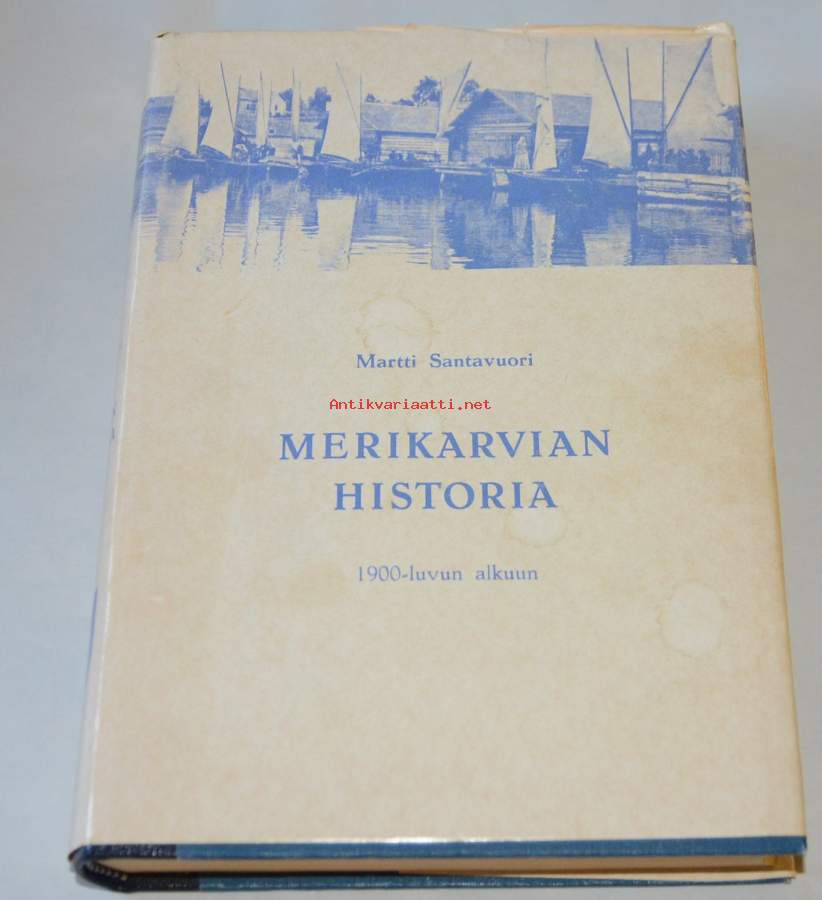 Martti Santavuori
Antikvariaatti.net
MERIKARVIAN
HISTORIA
1900-luvun alkuun